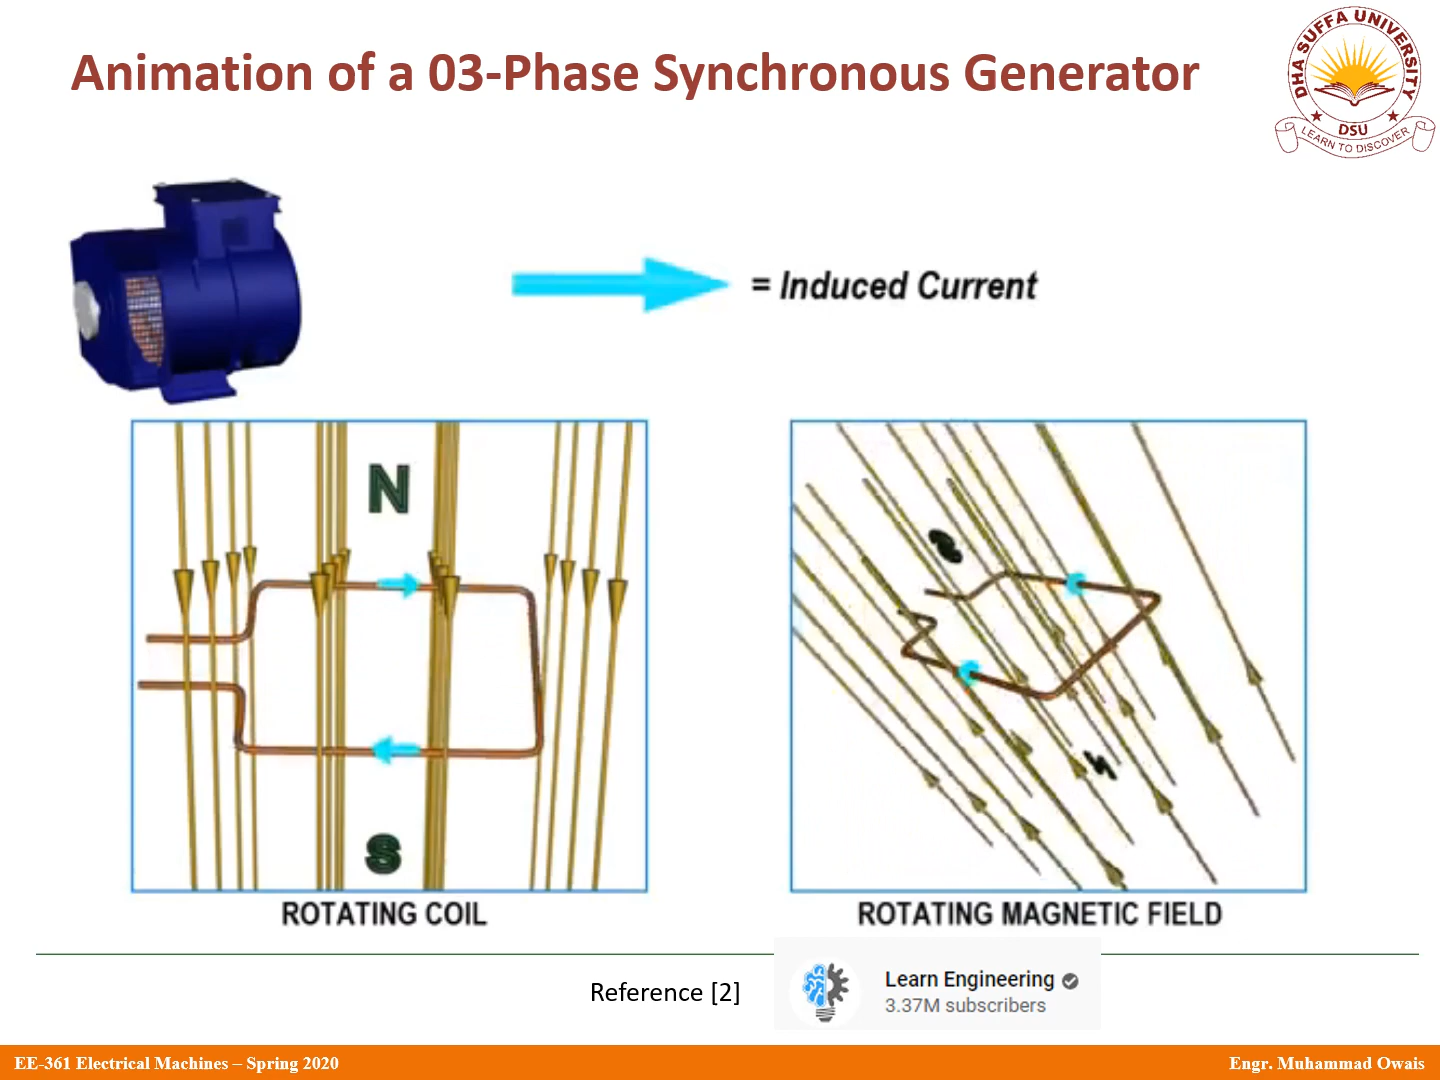 Animation of a 03-Phase Synchronous Generator
DHA SUFFA UNIVERSITY
DSU
LEARN TO DISCOVER
= Induced Current
N
S
S
N
ROTATING COIL
ROTATING MAGNETIC FIELD
Reference [2]
Learn Engineering
3.37M subscribers
EE-361 Electrical Machines – Spring 2020
Engr. Muhammad Owais